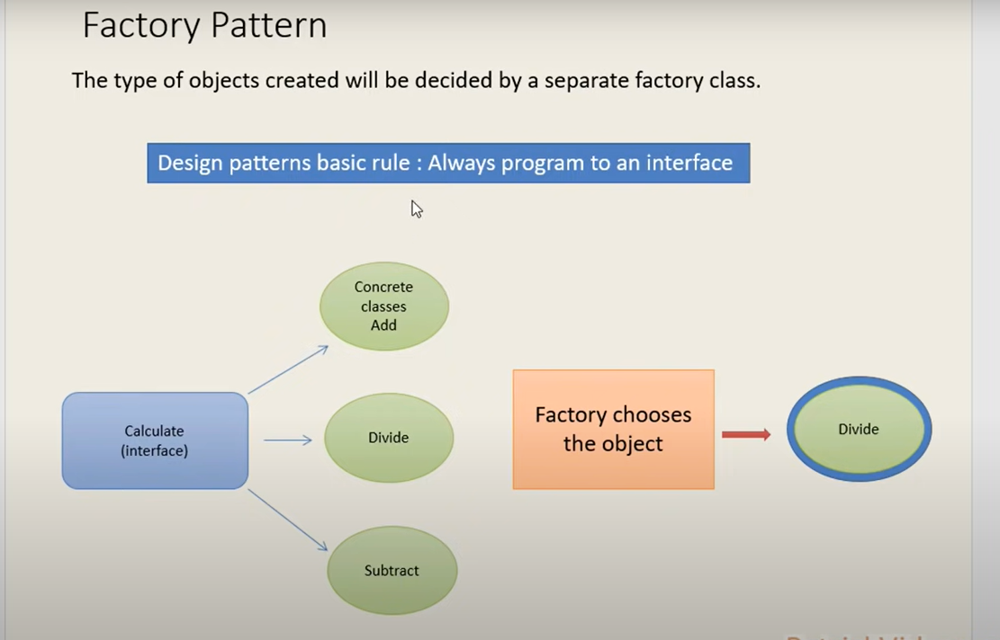 Factory Pattern
The type of objects created will be decided by a separate factory class.
Design patterns basic rule : Always program to an interface
Concrete
classes
Add
Calculate
(interface)
Divide
Subtract
Factory chooses
the object
Divide